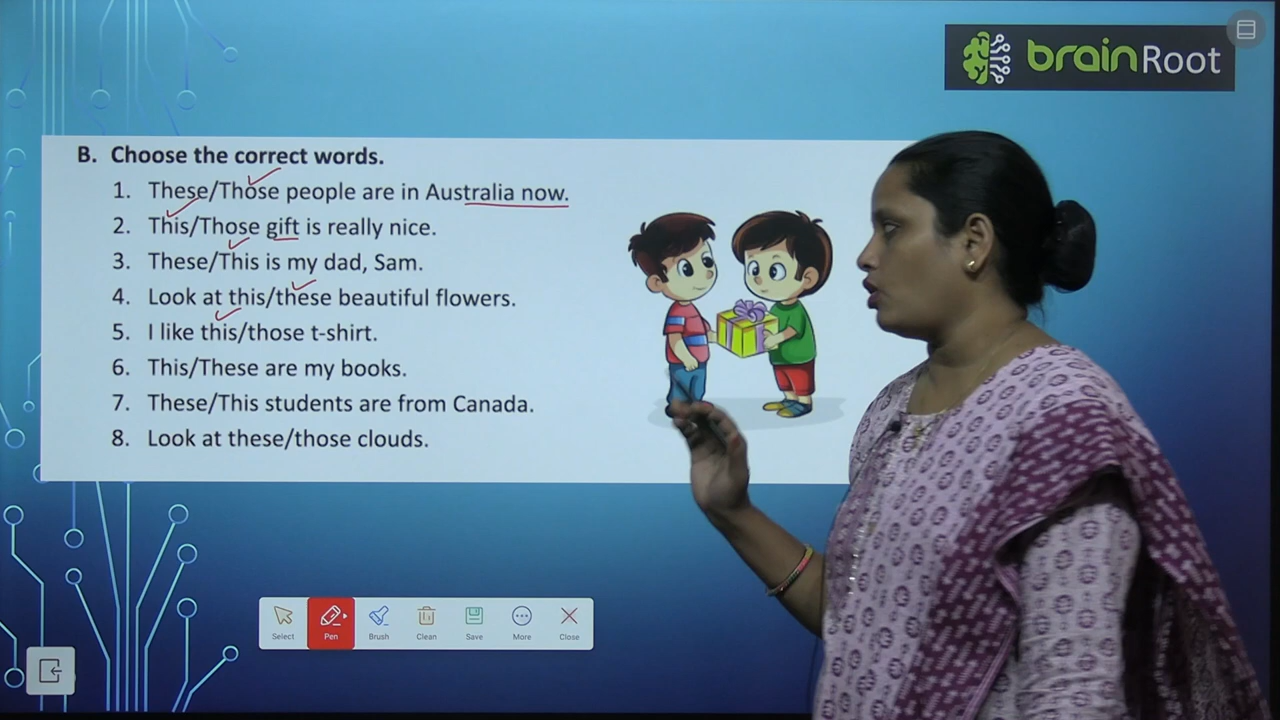 brainRoot
B. Choose the correct words.
1. These/Those people are in Australia now.
2. This/Those gift is really nice.
3. These/This is my dad, Sam.
4. Look at this/these beautiful flowers.
5. I like this/those t-shirt.
6. This/These are my books.
7. These/This students are from Canada.
8. Look at these/those clouds.
Select Pen Brush Clean Save More Close